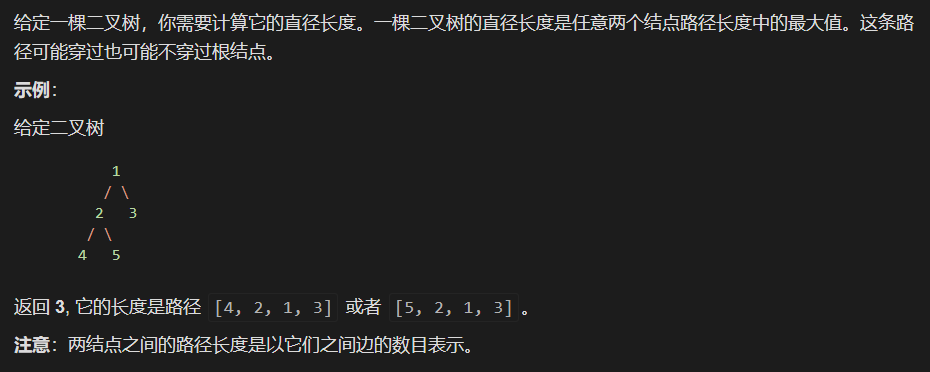 给定一棵二叉树，你需要计算它的直径长度。一棵二叉树的直径长度是任意两个结点路径长度中的最大值。这条路
径可能穿过也可能不穿过根结点。
示例：
给定二叉树
1
/ \
2 3
/ \
4 5
返回 3, 它的长度是路径 [4, 2, 1, 3] 或者 [5, 2, 1, 3]。
注意：两结点之间的路径长度是以它们之间边的数目表示。